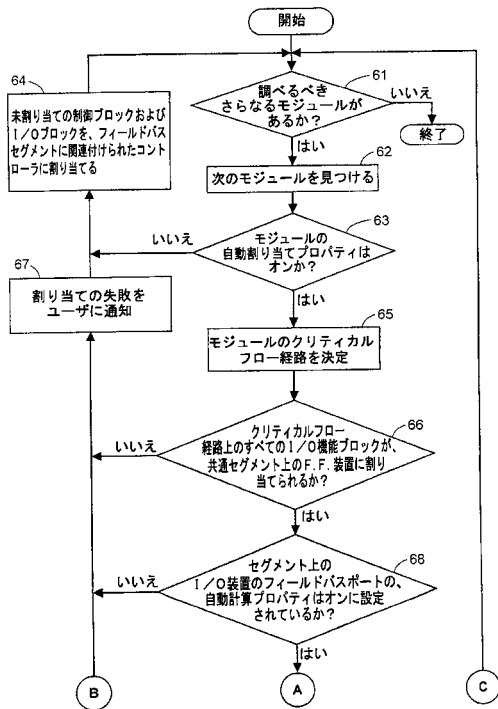 開始
61
調べるべき
さらなるモジュールが
あるか?
いいえ
終了
はい
62
次のモジュールを見つける
63
モジュールの
自動割り当てプロパティは
オンか?
いいえ
はい
64
未割り当ての制御ブロックおよび
I/Oブロックを、フィールドバス
セグメントに関連付けられたコント
ローラに割り当てる
67
割り当ての失敗を
ユーザに通知
65
モジュールのクリティカル
フロー経路を決定
66
クリティカルフロー
経路上のすべてのI/O機能ブロックが、
共通セグメント上のF.F.装置に割り
当てられるか?
いいえ
はい
68
セグメント上の
I/O装置のフィールドバスポートの、
自動計算プロパティはオンに設定
されているか?
いいえ
はい
B
A
C